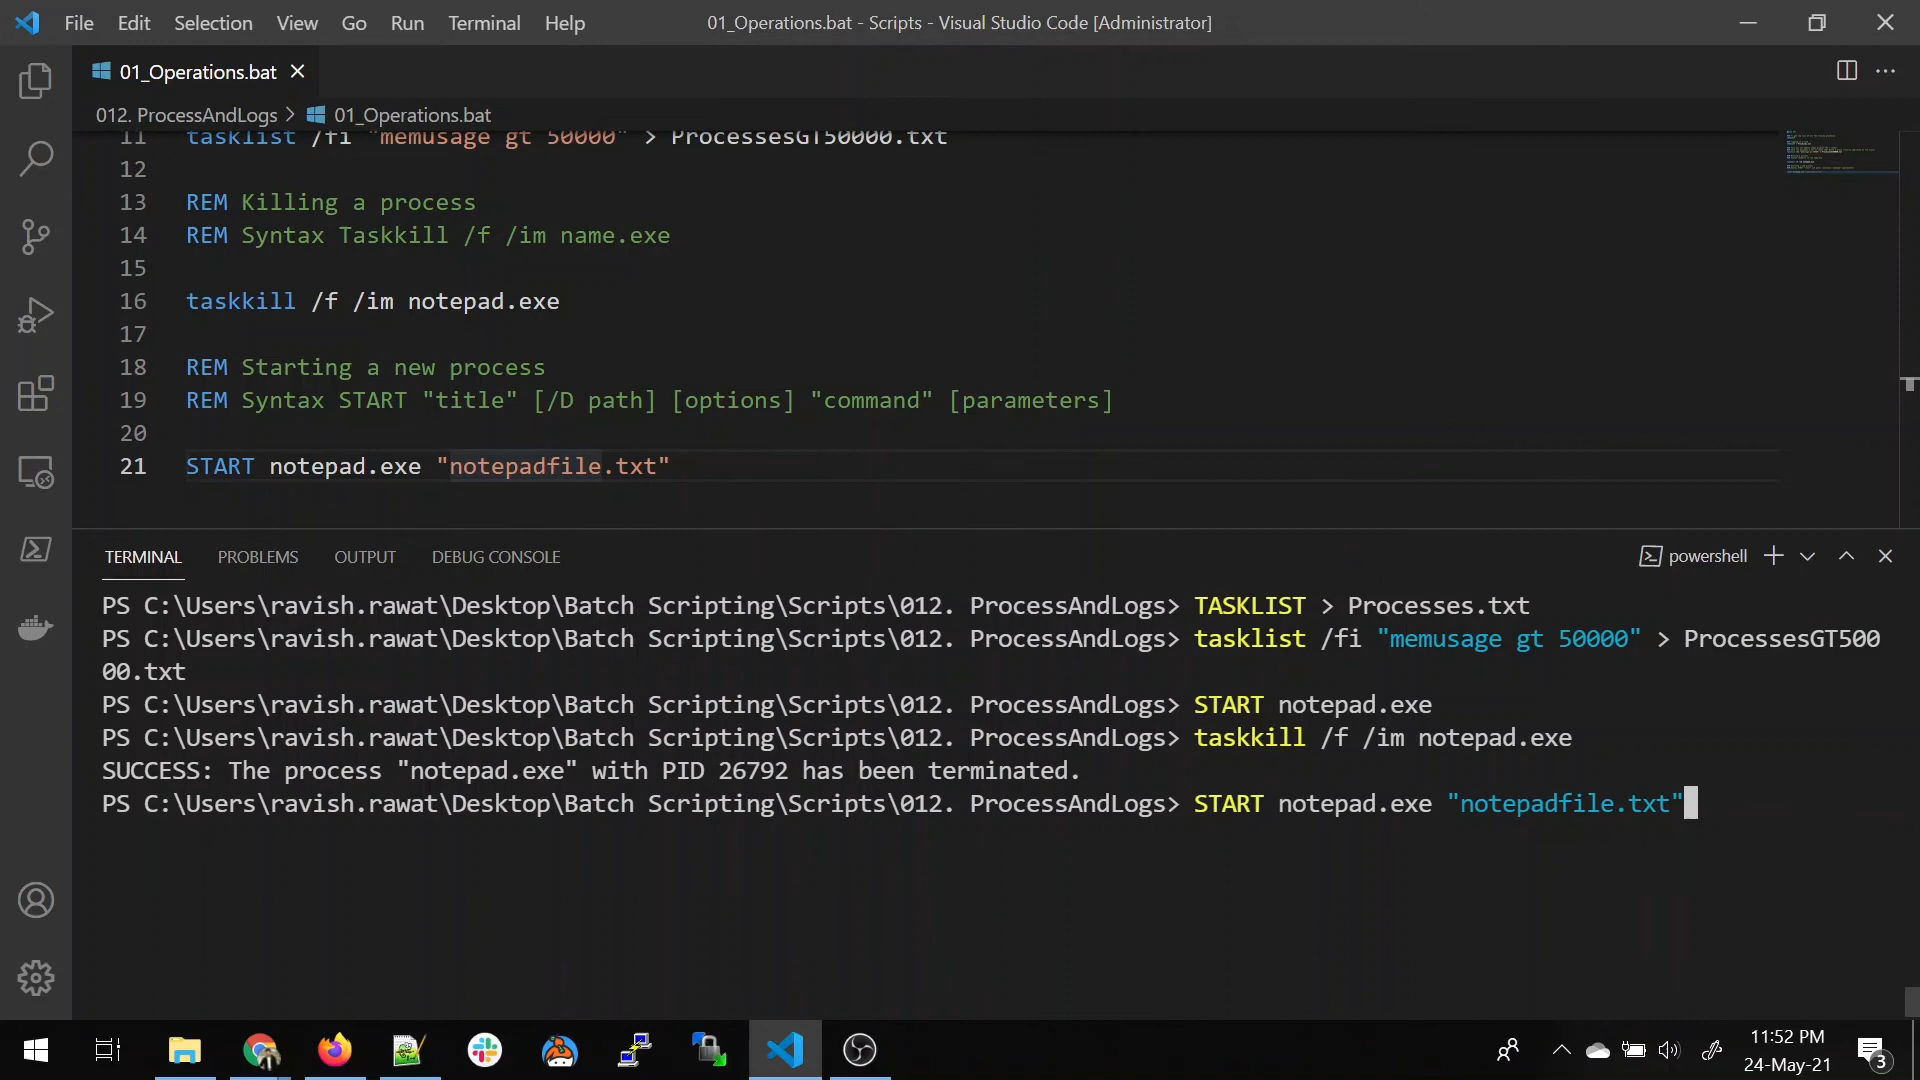 File Edit Selection View Go Run Terminal Help 01_Operations.bat - Scripts - Visual Studio Code [Administrator]
01_Operations.bat
012. ProcessAndLogs > 01_Operations.bat
11 tasklist /fi "memusage gt 50000" > ProcessesGT50000.txt
12
13 REM Killing a process
14 REM Syntax Taskkill /f /im name.exe
15
16 taskkill /f /im notepad.exe
17
18 REM Starting a new process
19 REM Syntax START "title" [/D path] [options] "command" [parameters]
20
21 START notepad.exe "notepadfile.txt"
TERMINAL PROBLEMS OUTPUT DEBUG CONSOLE powershell
PS C:\Users\ravish.rawat\Desktop\Batch Scripting\Scripts\012. ProcessAndLogs> TASKLIST > Processes.txt
PS C:\Users\ravish.rawat\Desktop\Batch Scripting\Scripts\012. ProcessAndLogs> tasklist /fi "memusage gt 50000" > ProcessesGT500
00.txt
PS C:\Users\ravish.rawat\Desktop\Batch Scripting\Scripts\012. ProcessAndLogs> START notepad.exe
PS C:\Users\ravish.rawat\Desktop\Batch Scripting\Scripts\012. ProcessAndLogs> taskkill /f /im notepad.exe
SUCCESS: The process "notepad.exe" with PID 26792 has been terminated.
PS C:\Users\ravish.rawat\Desktop\Batch Scripting\Scripts\012. ProcessAndLogs> START notepad.exe "notepadfile.txt"
11:52 PM
24-May-21
3